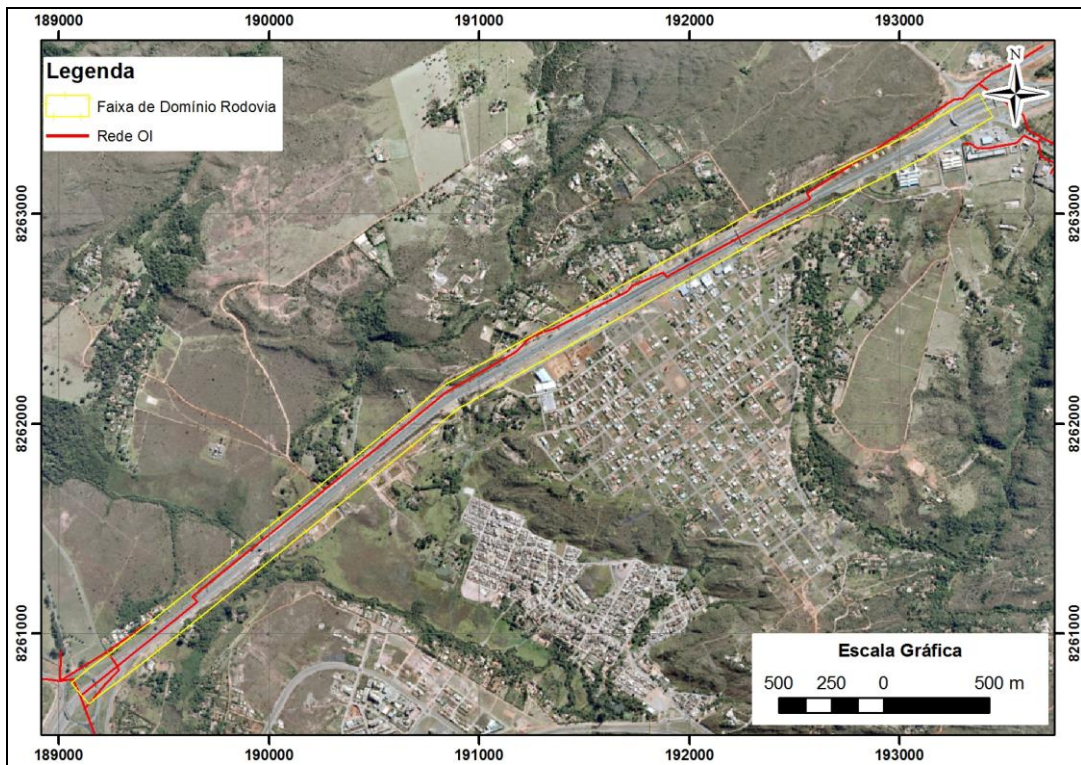 189000 190000 191000 192000 193000
Legenda
Faixa de Domínio Rodovia
Rede OI
N
8263000 8263000
8262000 8262000
8261000 8261000
Escala Gráfica
500 250 0 500 m
189000 190000 191000 192000 193000